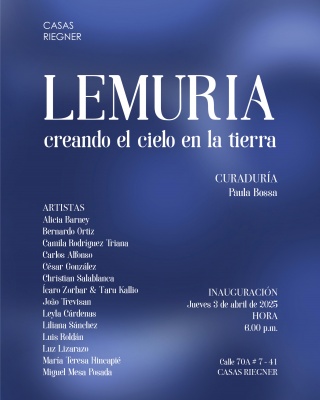 CASAS
RIEGNER
LEMURIA
creando el cielo en la tierra
CURADURÍA
Paula Bossa
ARTISTAS
Alicia Barney
Bernardo Ortiz
Camila Rodríguez Triana
Carlos Alfonso
César González
Christian Salablanca
Ícaro Zorbar & Tara Kallio
João Trevisan
Leyla Cárdenas
Liliana Sánchez
Luis Roldán
Luz Lizarazo
María Teresa Hincapié
Miguel Mesa Posada
INAUGURACIÓN
Jueves 3 de abril de 2025
HORA
6.00 p.m.
Calle 70A # 7 - 41
CASAS RIEGNER